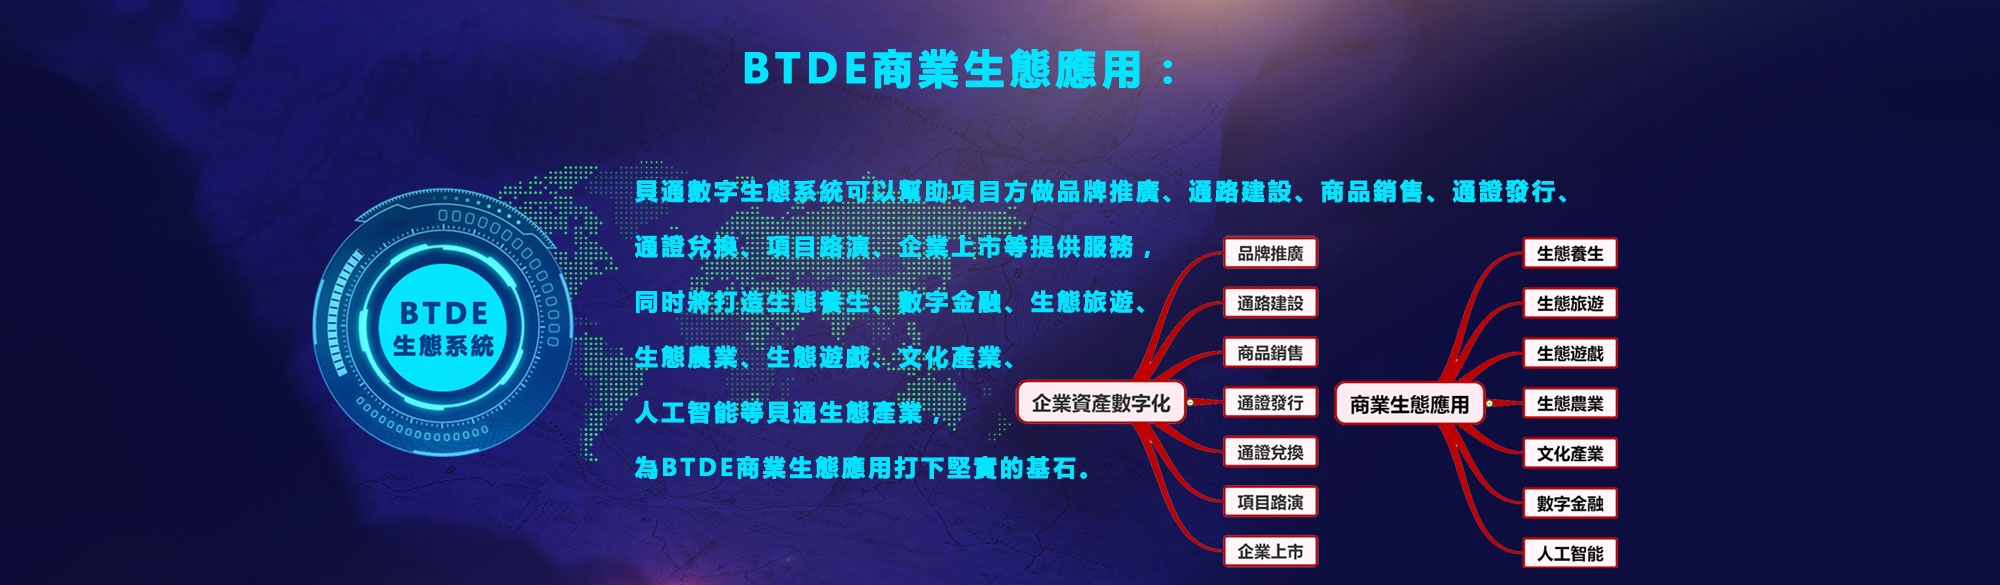 BTDE商業生態應用：
貝通數字生態系統可以幫助項目方做品牌推廣、通路建設、商品銷售、通證發行、
通證兌換、項目路演、企業上市等提供服務，
同时將打造生態養生、數字金融、生態旅遊、
生態農業、生態遊戲、文化產業、
人工智能等貝通生態產業，
為BTDE商業生態應用打下堅實的基石。
BTDE
生態系統
企業資產數字化
品牌推廣
通路建設
商品銷售
通證發行
通證兌換
項目路演
企業上市
商業生態應用
生態養生
生態旅遊
生態遊戲
生態農業
文化產業
數字金融
人工智能